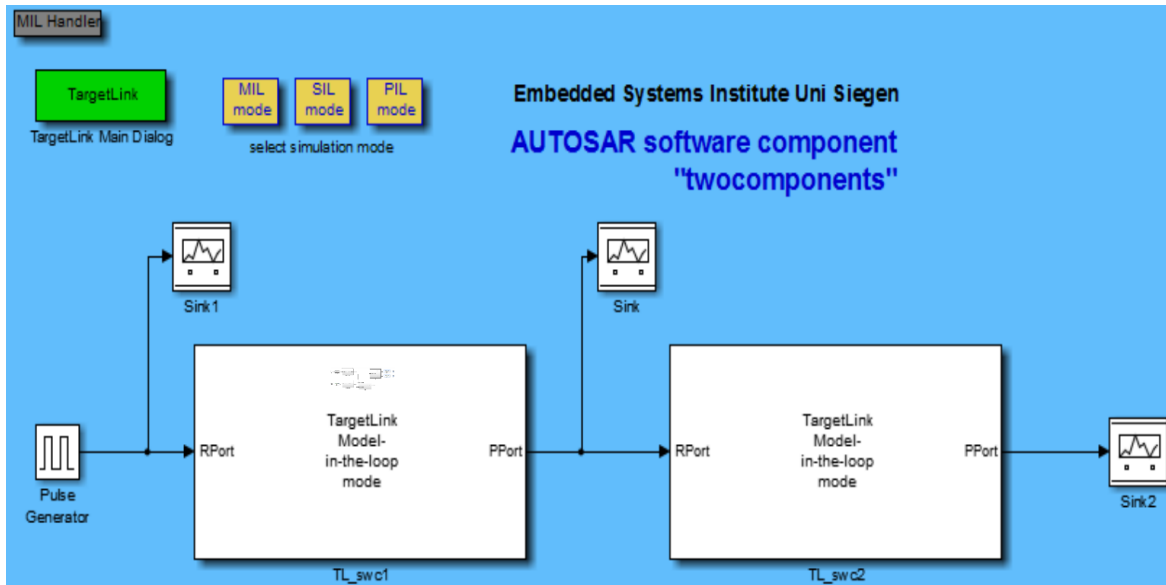 MIL Handler
TargetLink
TargetLink Main Dialog
MIL
mode
SIL
mode
PIL
mode
select simulation mode
Embedded Systems Institute Uni Siegen
AUTOSAR software component
"twocomponents"
Sink1
Sink
Pulse
Generator
RPort
TargetLink
Model-
in-the-loop
mode
PPort
TL_swc1
RPort
TargetLink
Model-
in-the-loop
mode
PPort
TL_swc2
Sink2